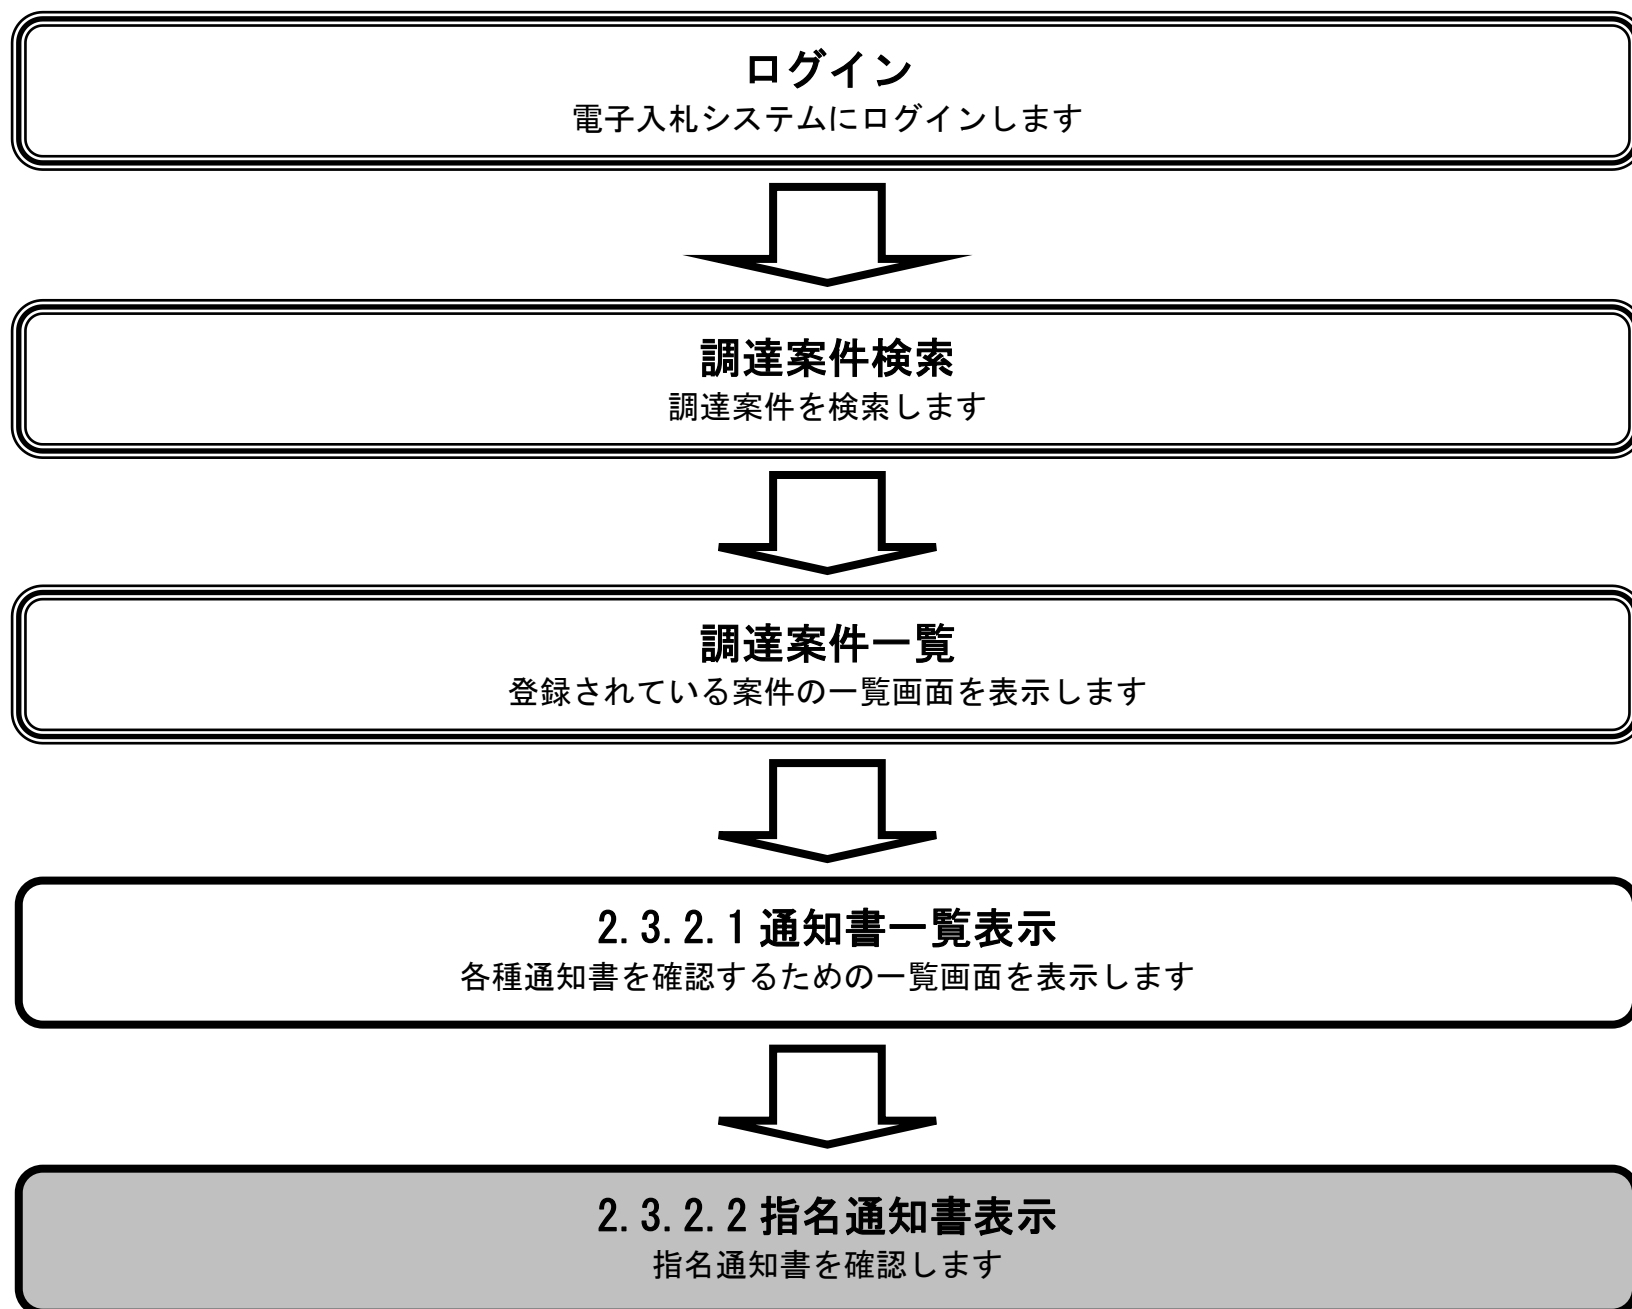 ログイン
電子入札システムにログインします
調達案件検索
調達案件を検索します
調達案件一覧
登録されている案件の一覧画面を表示します
2.3.2.1 通知書一覧表示
各種通知書を確認するための一覧画面を表示します
2.3.2.2 指名通知書表示
指名通知書を確認します